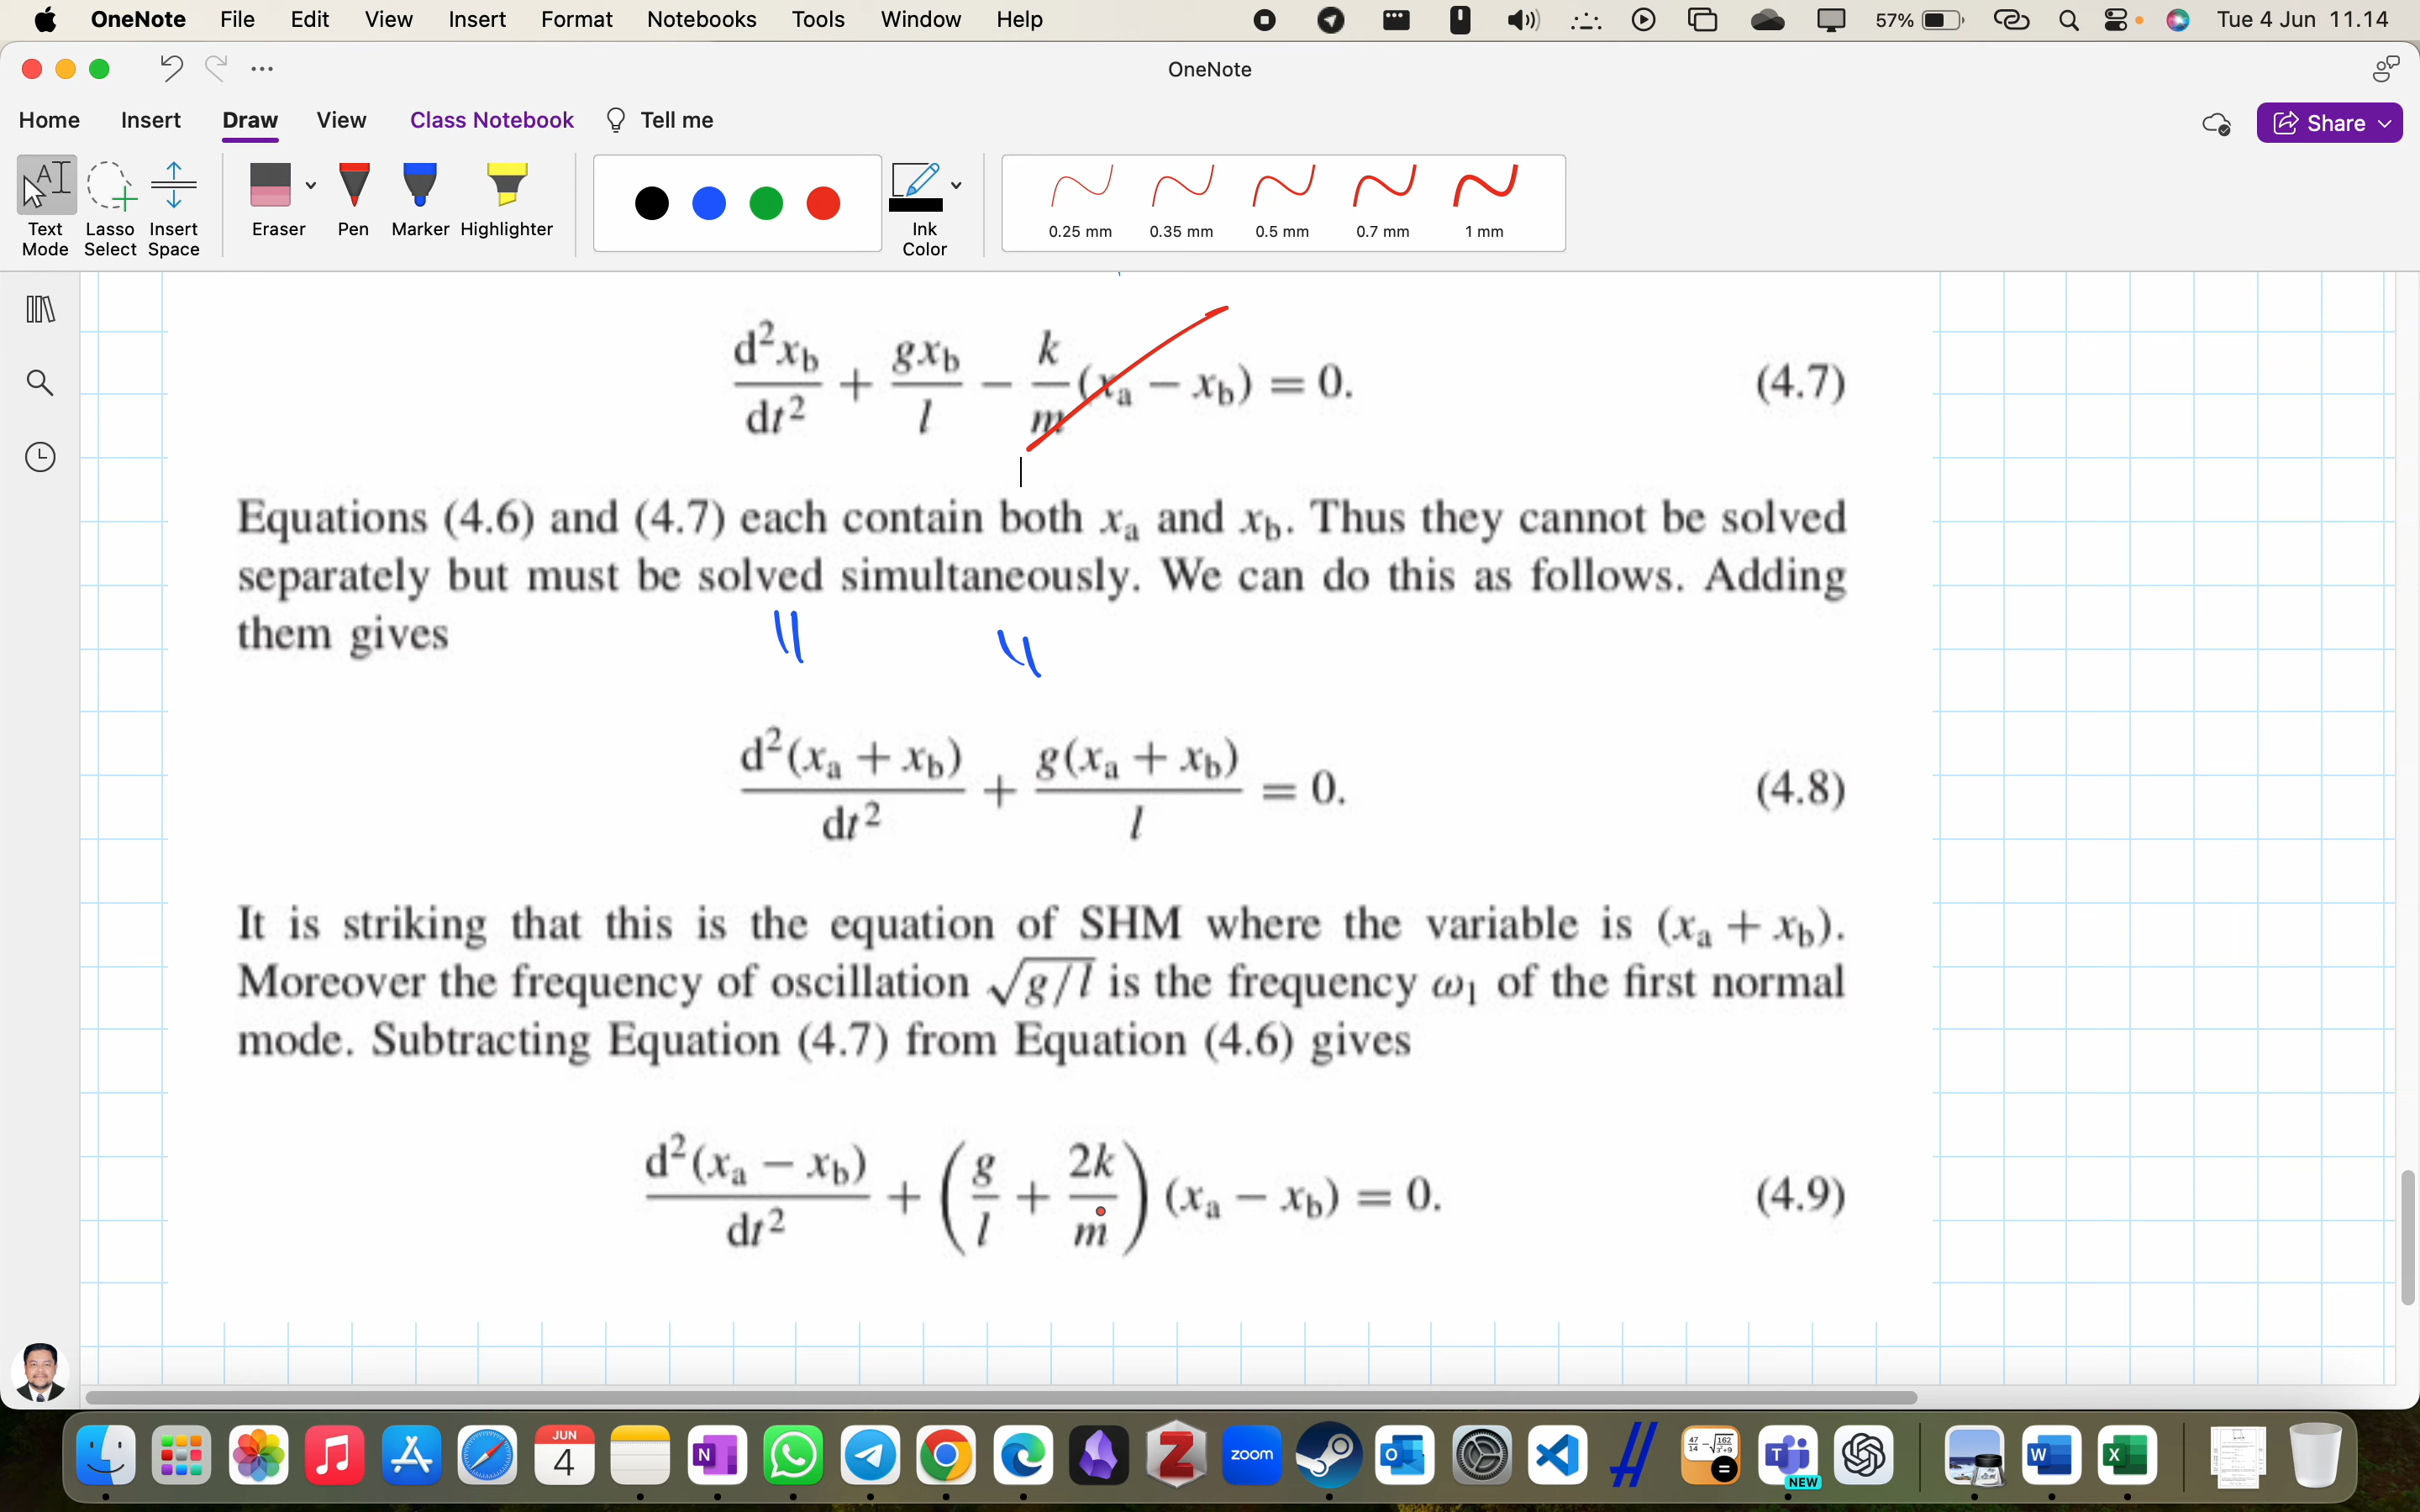 OneNote File Edit View Insert Format Notebooks Tools Window Help 57% Tue 4 Jun 11.14
OneNote
Home Insert Draw View Class Notebook Tell me Share
Text Mode Lasso Select Insert Space Eraser Pen Marker Highlighter Ink Color 0.25 mm 0.35 mm 0.5 mm 0.7 mm 1 mm
d²x_b/dt² + gx_b/l − k/m (x_a − x_b) = 0. (4.7)
Equations (4.6) and (4.7) each contain both x_a and x_b. Thus they cannot be solved
separately but must be solved simultaneously. We can do this as follows. Adding
them gives
d²(x_a + x_b)/dt² + g(x_a + x_b)/l = 0. (4.8)
It is striking that this is the equation of SHM where the variable is (x_a + x_b).
Moreover the frequency of oscillation √g/l is the frequency ω₁ of the first normal
mode. Subtracting Equation (4.7) from Equation (4.6) gives
d²(x_a − x_b)/dt² + (g/l + 2k/m) (x_a − x_b) = 0. (4.9)
JUN
4
N
Z
zoom
O
T
NEW
W
X